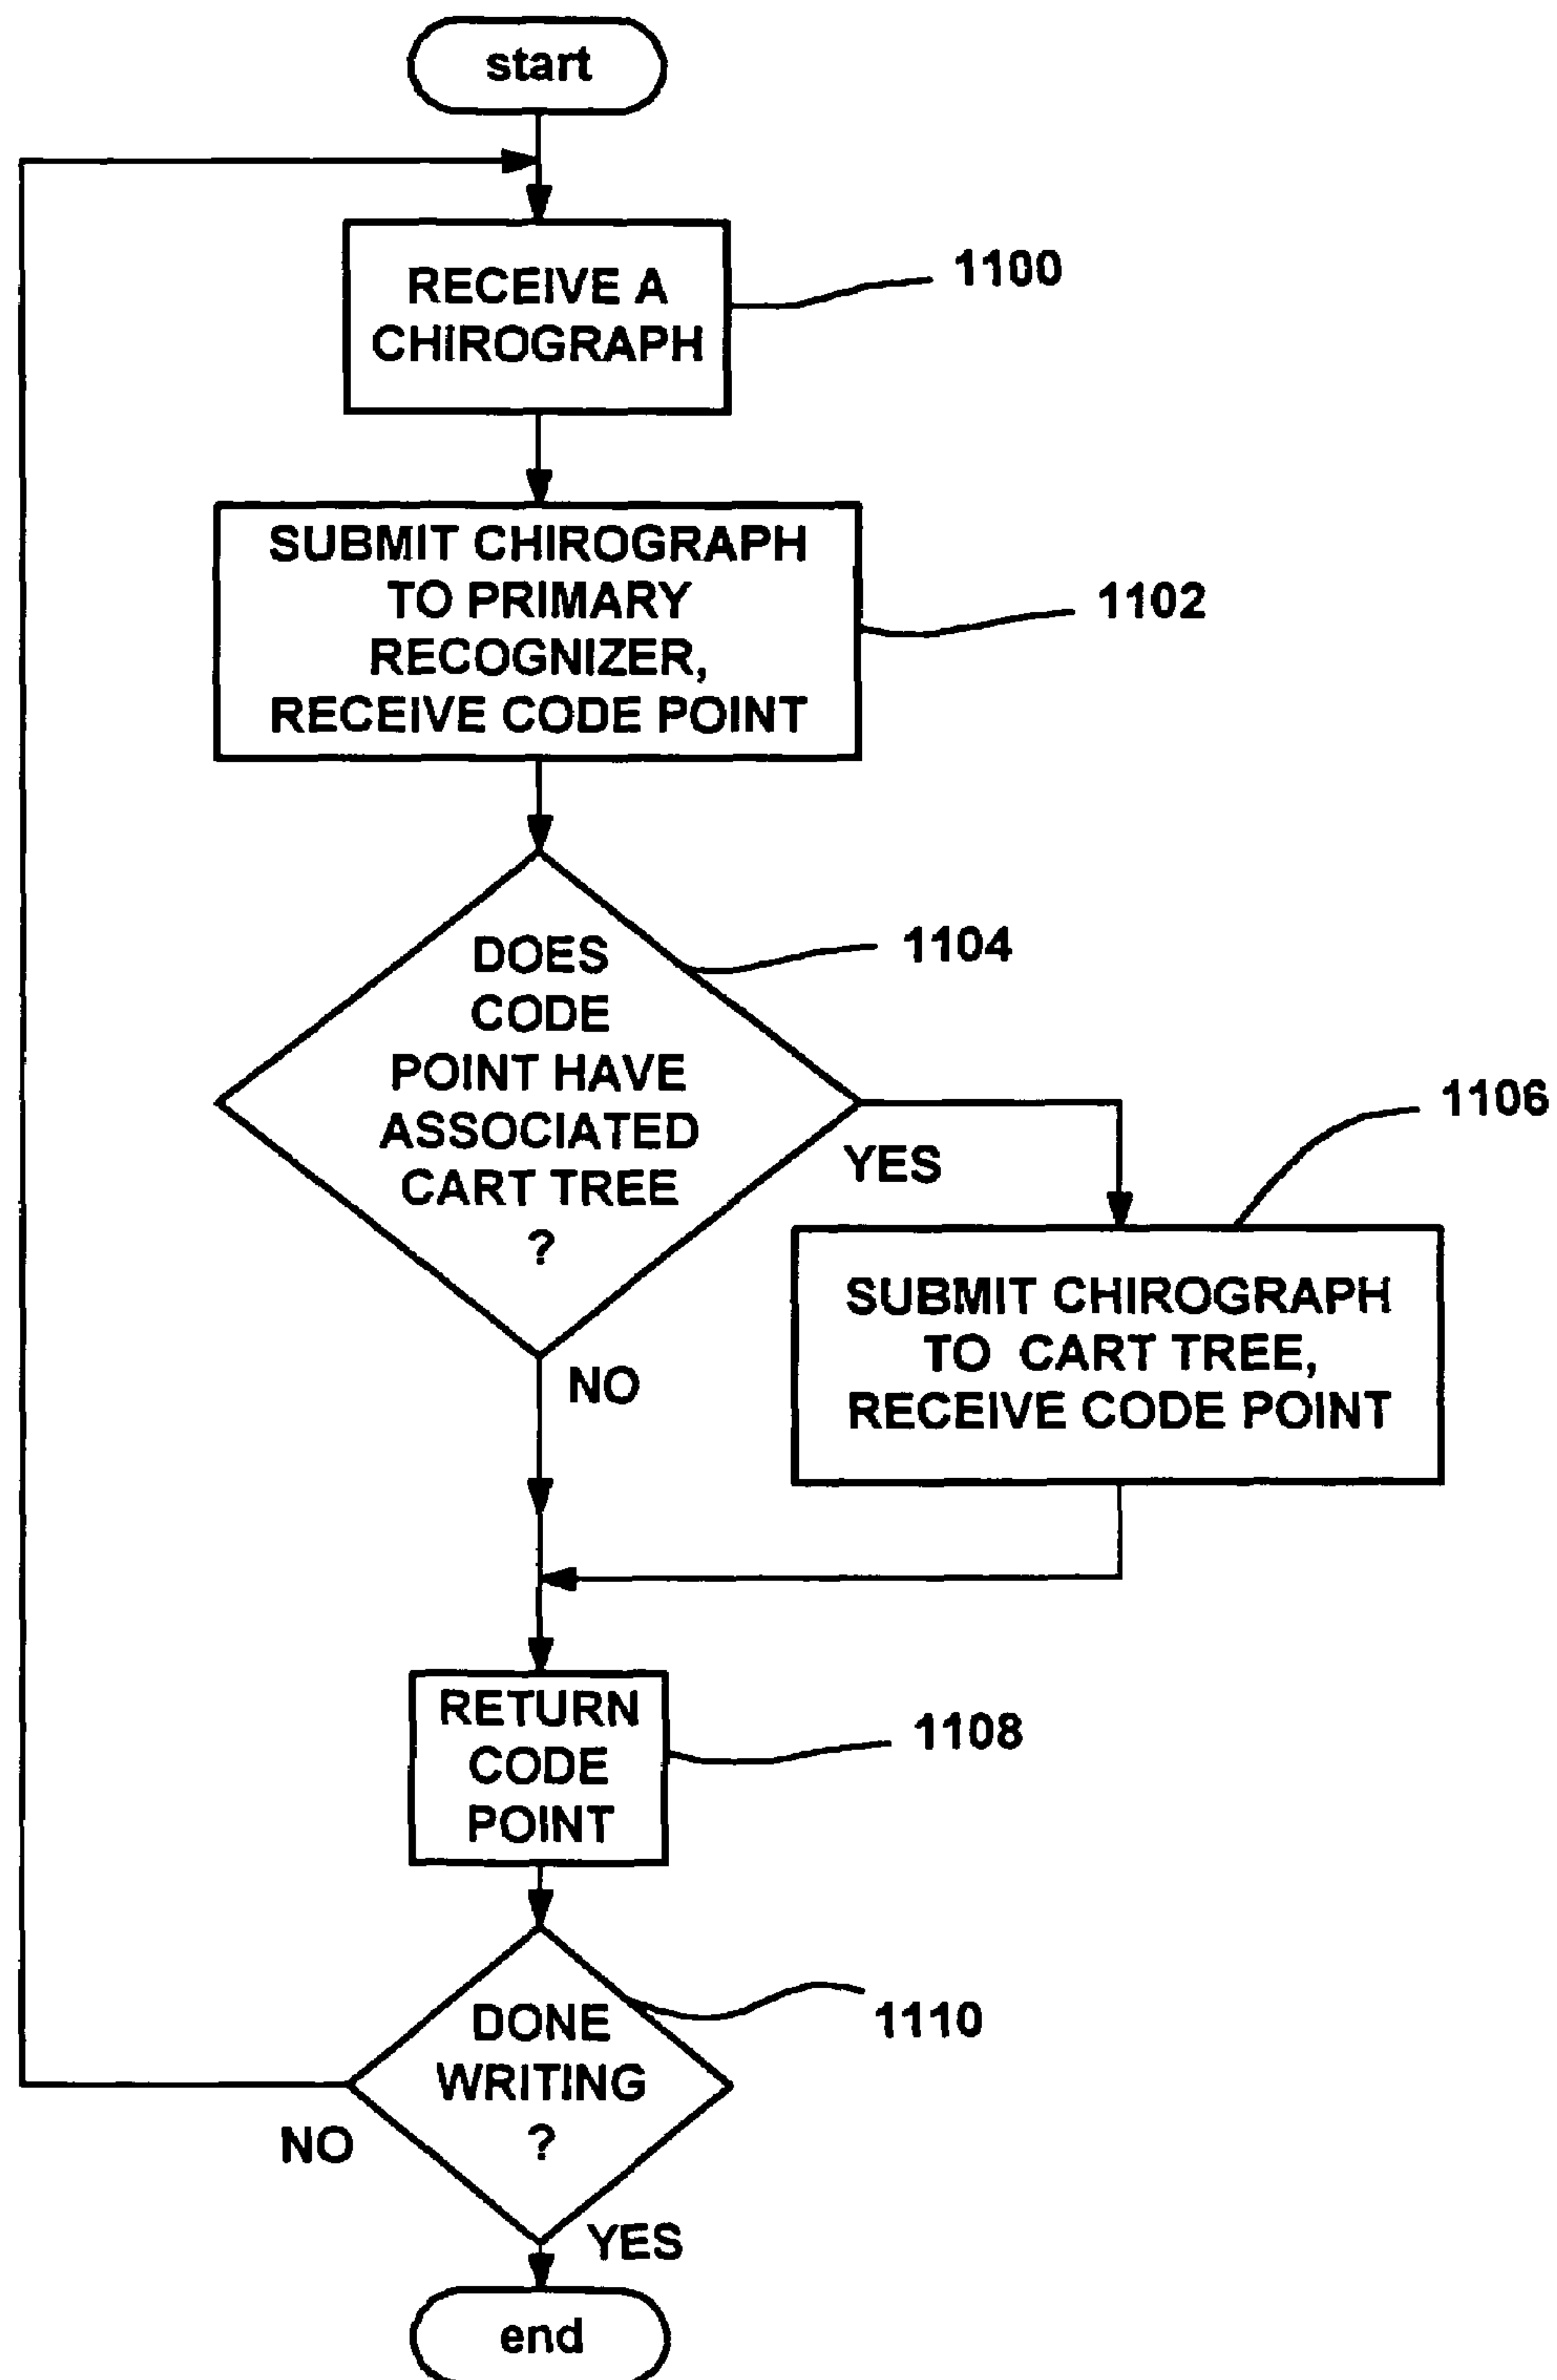 start
RECEIVE A
CHIROGRAPH
1100
SUBMIT CHIROGRAPH
TO PRIMARY
RECOGNIZER,
RECEIVE CODE POINT
1102
DOES
CODE
POINT HAVE
ASSOCIATED
CART TREE
?
1104
YES
1106
SUBMIT CHIROGRAPH
TO CART TREE,
RECEIVE CODE POINT
NO
RETURN
CODE
POINT
1108
DONE
WRITING
?
1110
NO
YES
end